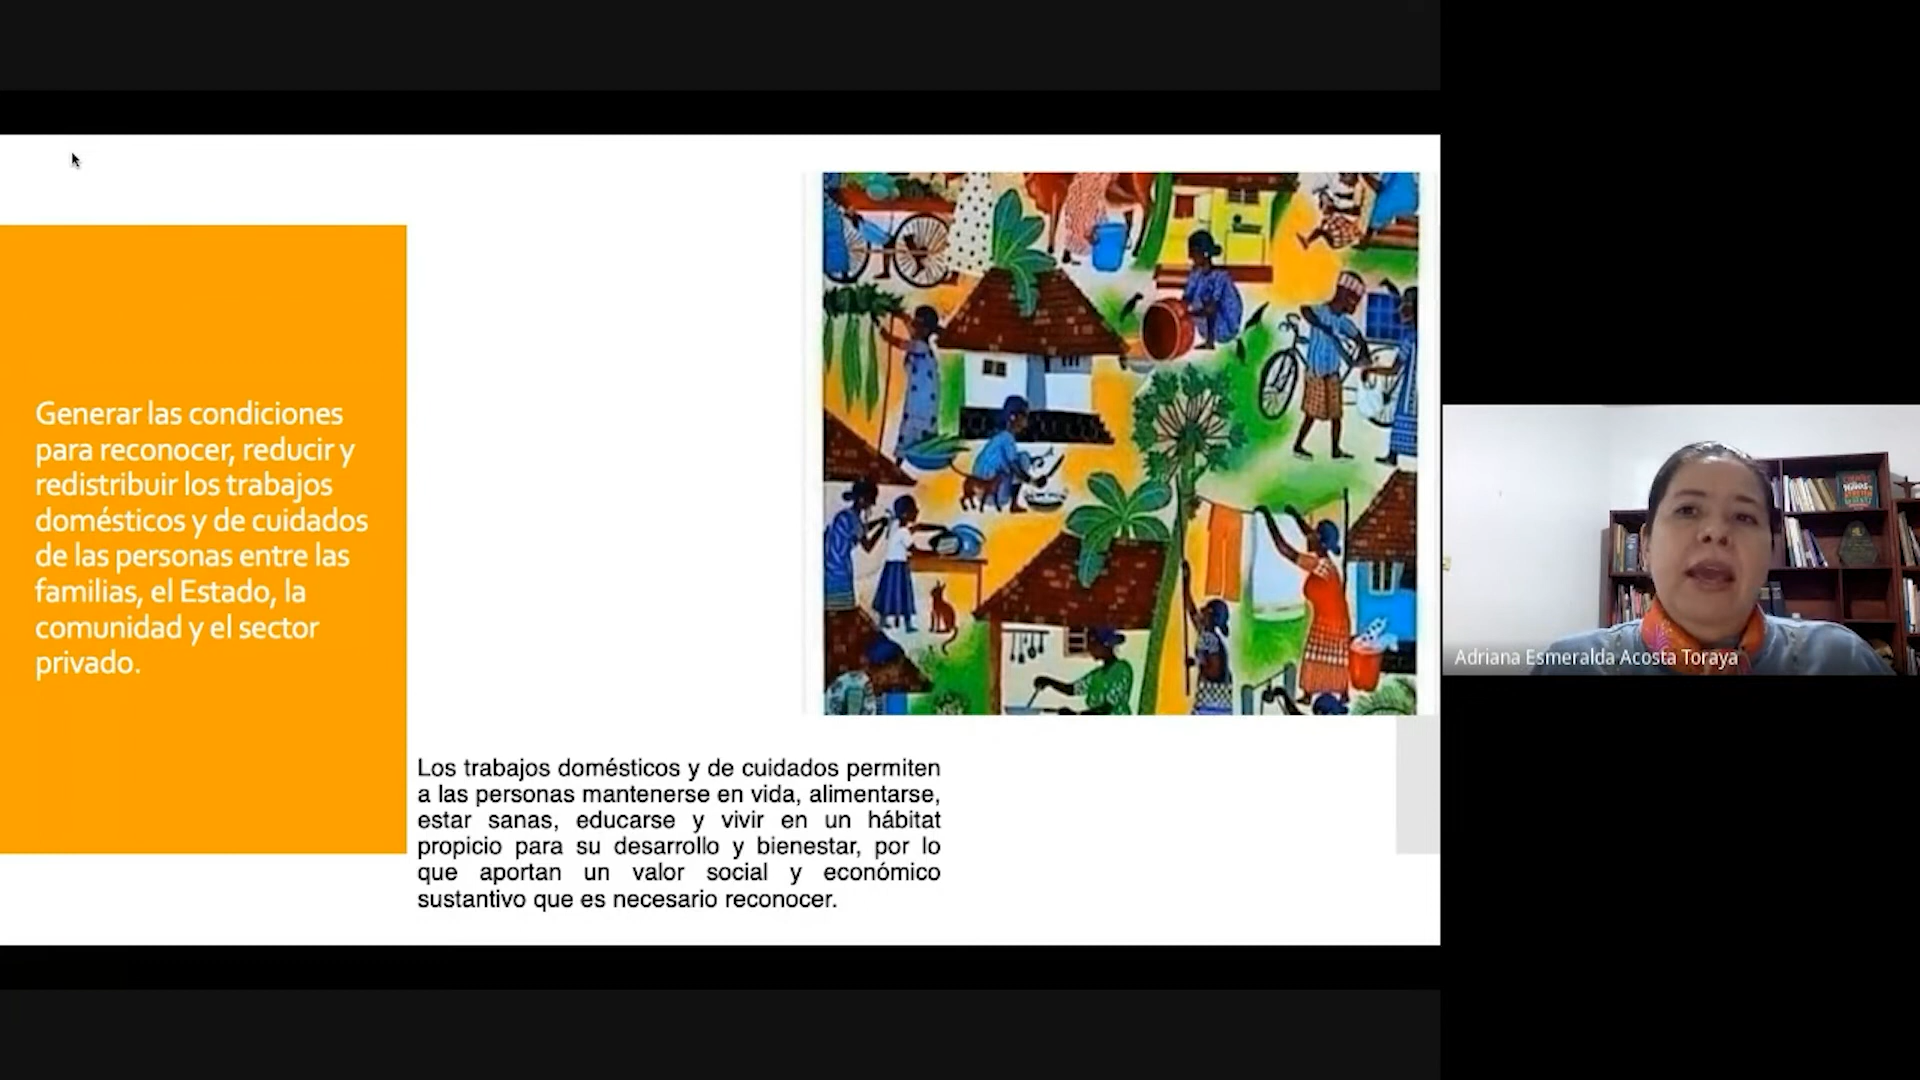 Generar las condiciones
para reconocer, reducir y
redistribuir los trabajos
domésticos y de cuidados
de las personas entre las
familias, el Estado, la
comunidad y el sector
privado.
Los trabajos domésticos y de cuidados permiten
a las personas mantenerse en vida, alimentarse,
estar sanas, educarse y vivir en un hábitat
propicio para su desarrollo y bienestar, por lo
que aportan un valor social y económico
sustantivo que es necesario reconocer.
Adriana Esmeralda Acosta Toraya